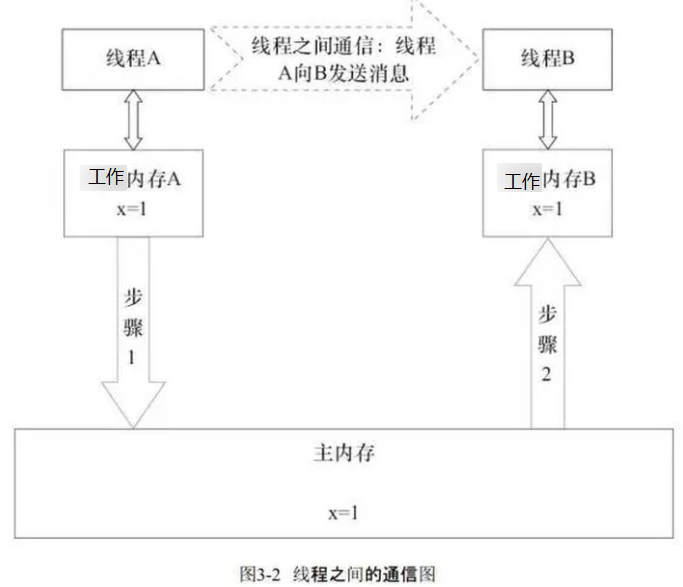 线程A
线程之间通信：线程
A向B发送消息
线程B
工作内存A
x=1
工作内存B
x=1
步
骤
1
步
骤
2
主内存
x=1
图3-2 线程之间的通信图